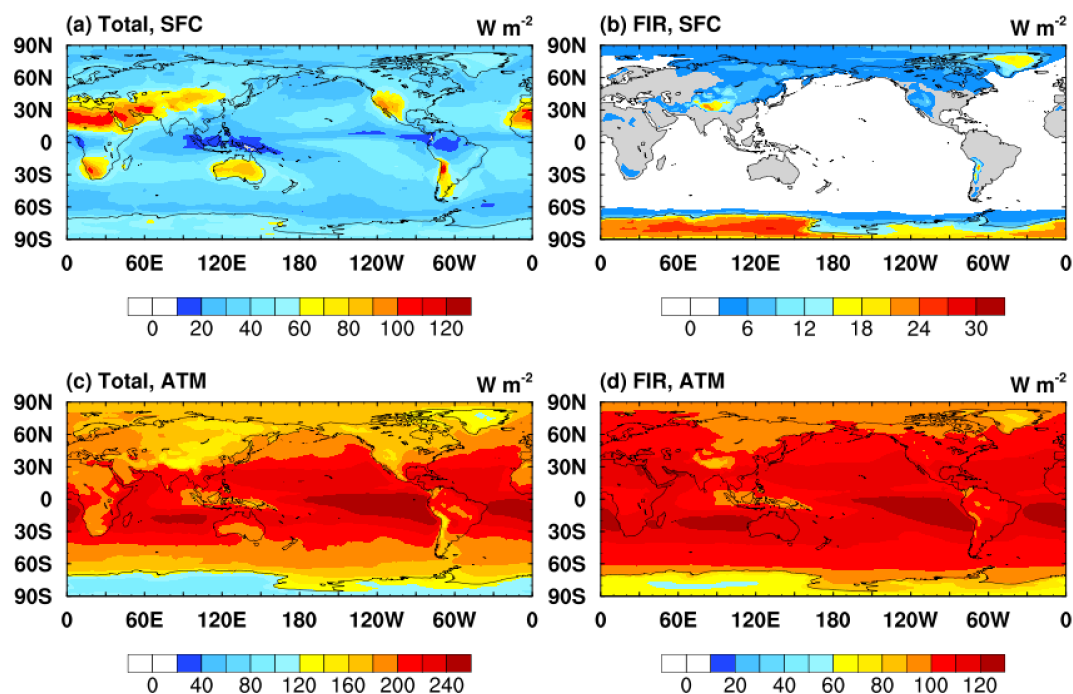 (a) Total, SFC W m-2
90N
60N
30N
0
30S
60S
90S
0 60E 120E 180 120W 60W 0
0 20 40 60 80 100 120
(b) FIR, SFC W m-2
90N
60N
30N
0
30S
60S
90S
0 60E 120E 180 120W 60W 0
0 6 12 18 24 30
(c) Total, ATM W m-2
90N
60N
30N
0
30S
60S
90S
0 60E 120E 180 120W 60W 0
0 40 80 120 160 200 240
(d) FIR, ATM W m-2
90N
60N
30N
0
30S
60S
90S
0 60E 120E 180 120W 60W 0
0 20 40 60 80 100 120